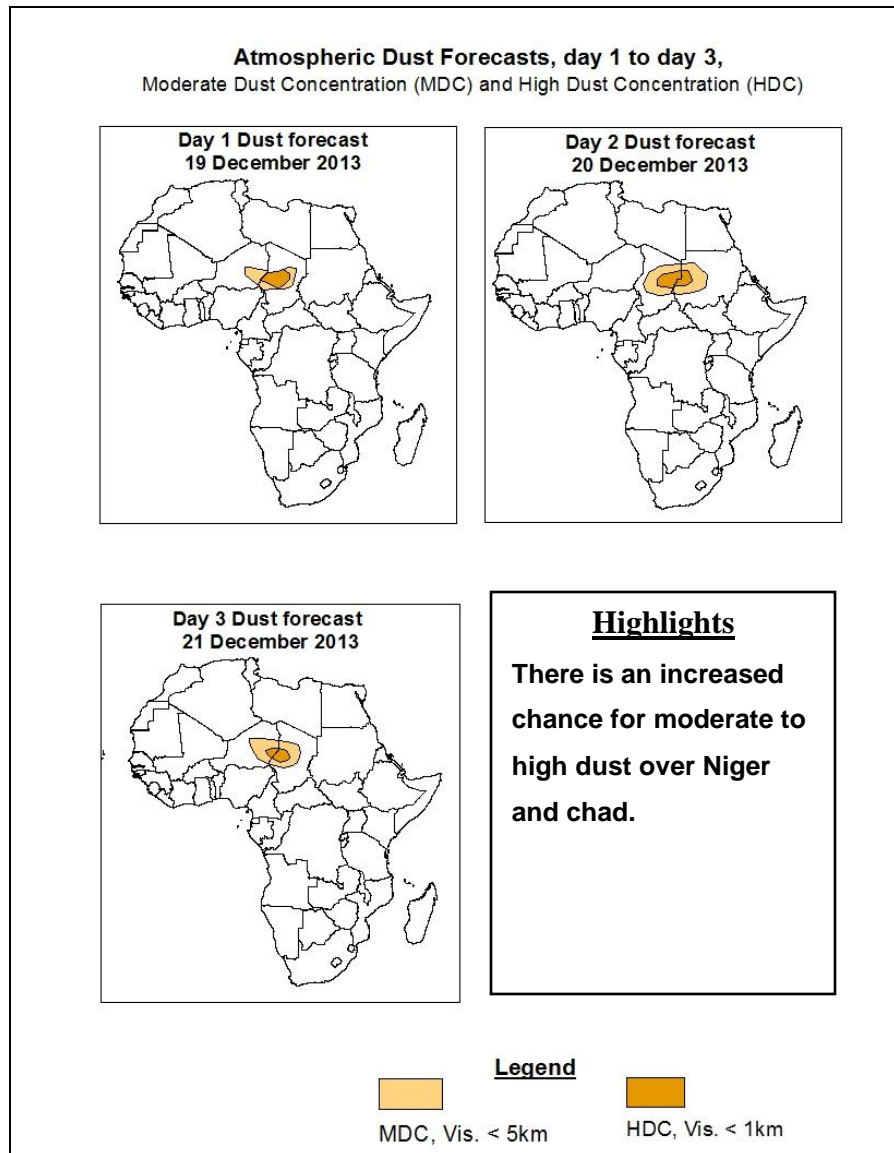 Atmospheric Dust Forecasts, day 1 to day 3,
Moderate Dust Concentration (MDC) and High Dust Concentration (HDC)
Day 1 Dust forecast
19 December 2013
Day 2 Dust forecast
20 December 2013
Day 3 Dust forecast
21 December 2013
Highlights
There is an increased
chance for moderate to
high dust over Niger
and chad.
Legend
MDC, Vis. < 5km
HDC, Vis. < 1km